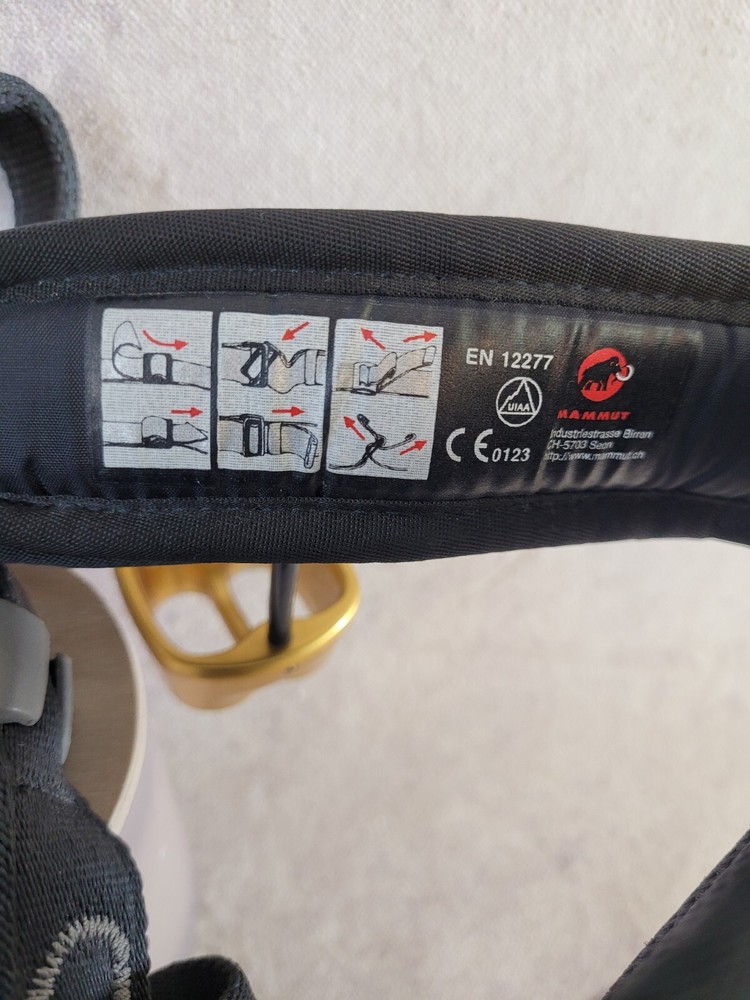 EN 12277
UIAA
CE 0123
MAMMUT
Industriestrasse Birren
CH-5703 Seon
http://www.mammut.ch